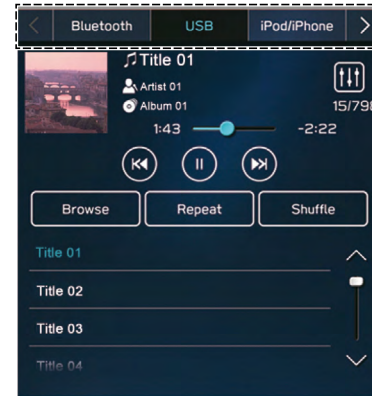 Bluetooth USB iPod/iPhone
Title 01
Artist 01
Album 01
15/798
1:43 -2:22
Browse Repeat Shuffle
Title 01
Title 02
Title 03
Title 04